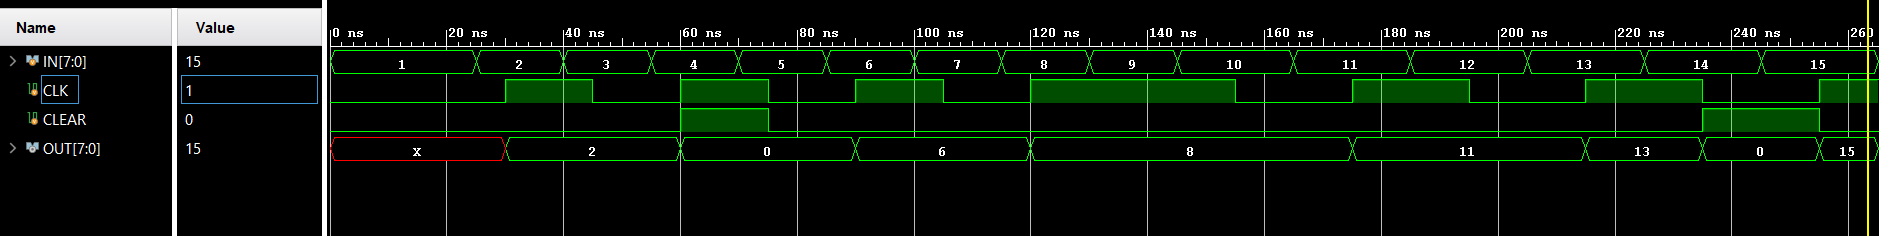 Name Value 0 ns 20 ns 40 ns 60 ns 80 ns 100 ns 120 ns 140 ns 160 ns 180 ns 200 ns 220 ns 240 ns 260
IN[7:0] 15 1 2 3 4 5 6 7 8 9 10 11 12 13 14 15
CLK 1
CLEAR 0
OUT[7:0] 15 X 2 0 6 8 11 13 0 15